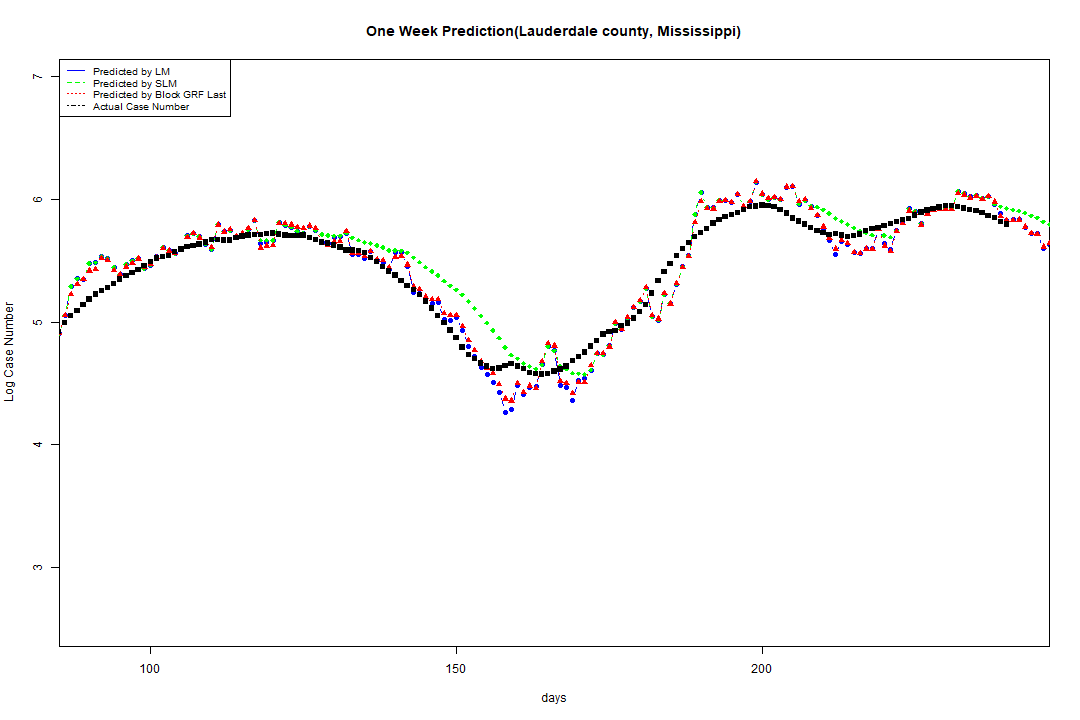 One Week Prediction(Lauderdale county, Mississippi)
Predicted by LM
Predicted by SLM
Predicted by Block GRF Last
Actual Case Number
7
6
5
4
3
Log Case Number
100
150
200
days